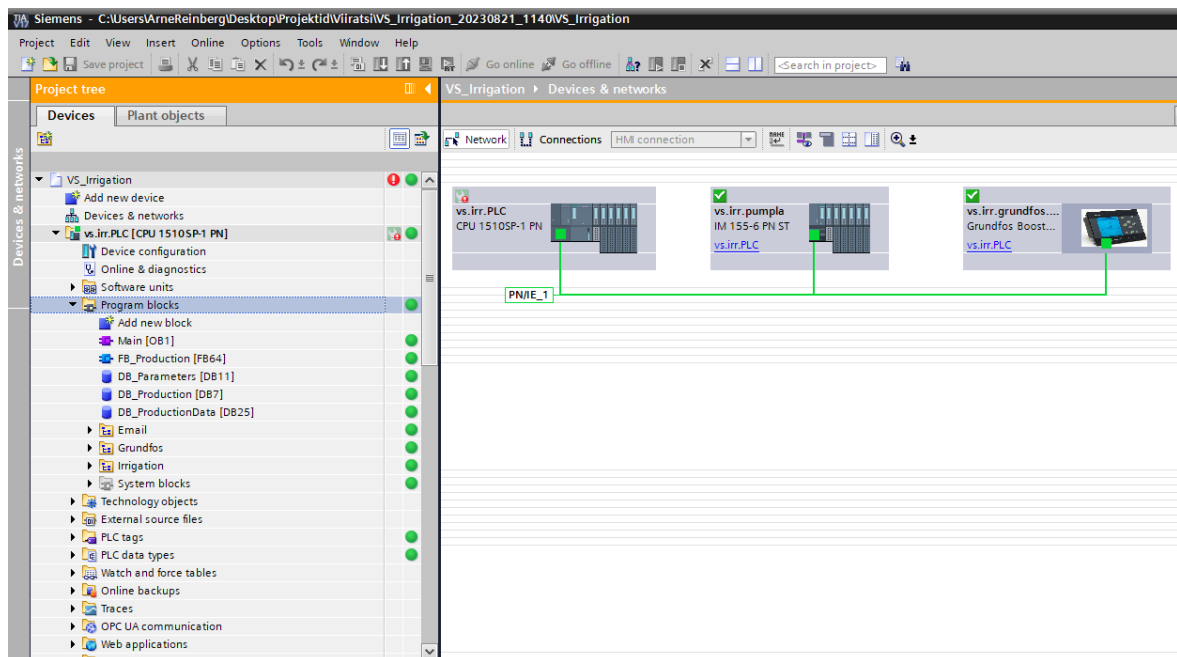 Siemens - C:\Users\ArneReinberg\Desktop\Projektid\Viiratsi\VS_Irrigation_20230821_1140\VS_Irrigation
Project Edit View Insert Online Options Tools Window Help
Save project Go online Go offline <Search in project>
Project tree
VS_Irrigation Devices & networks
Devices Plant objects
Network Connections HMI connection
Devices & networks
VS_Irrigation
Add new device
Devices & networks
vs.irr.PLC [CPU 1510SP-1 PN]
Device configuration
Online & diagnostics
Software units
Program blocks
Add new block
Main [OB1]
FB_Production [FB64]
DB_Parameters [DB11]
DB_Production [DB7]
DB_ProductionData [DB25]
Email
Grundfos
Irrigation
System blocks
Technology objects
External source files
PLC tags
PLC data types
Watch and force tables
Online backups
Traces
OPC UA communication
Web applications
vs.irr.PLC
CPU 1510SP-1 PN
vs.irr.pumpla
IM 155-6 PN ST
vs.irr.PLC
vs.irr.grundfos....
Grundfos Boost...
vs.irr.PLC
PN/IE_1